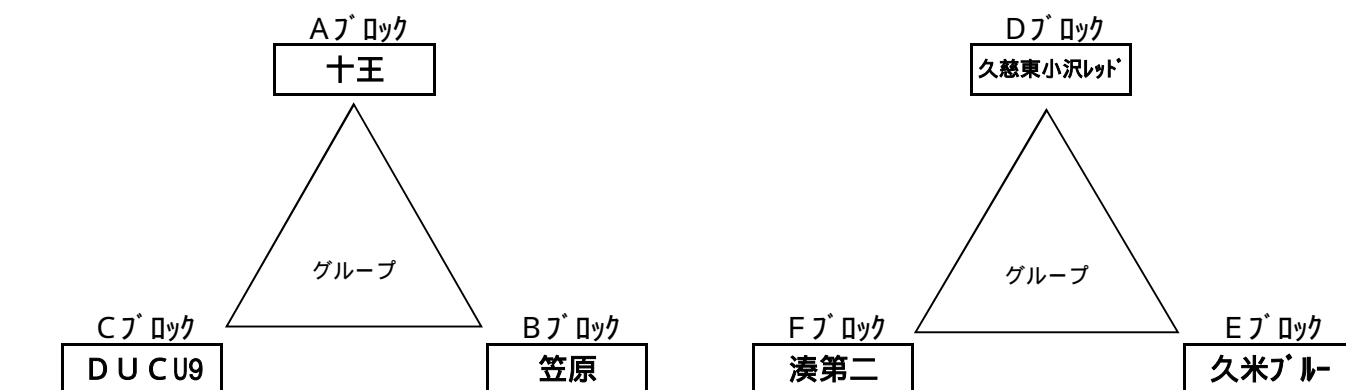 Aブロック
十王
グループ
Cブロック
DUCU9
Bブロック
笠原
Dブロック
久慈東小沢レッド
グループ
Fブロック
湊第二
Eブロック
久米ブルー